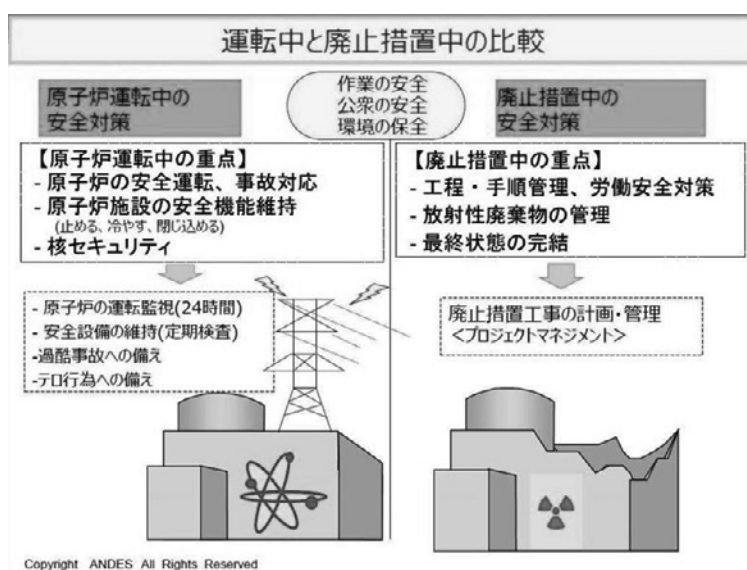 運転中と廃止措置中の比較
原子炉運転中の
安全対策
作業の安全
公衆の安全
環境の保全
廃止措置中の
安全対策
【原子炉運転中の重点】
- 原子炉の安全運転、事故対応
- 原子炉施設の安全機能維持
(止める、冷やす、閉じ込める)
- 核セキュリティ
- 原子炉の運転監視(24時間)
- 安全設備の維持(定期検査)
-過酷事故への備え
-テロ行為への備え
【廃止措置中の重点】
- 工程・手順管理、労働安全対策
- 放射性廃棄物の管理
- 最終状態の完結
廃止措置工事の計画・管理
<プロジェクトマネジメント>
Copyright ANDES All Rights Reserved